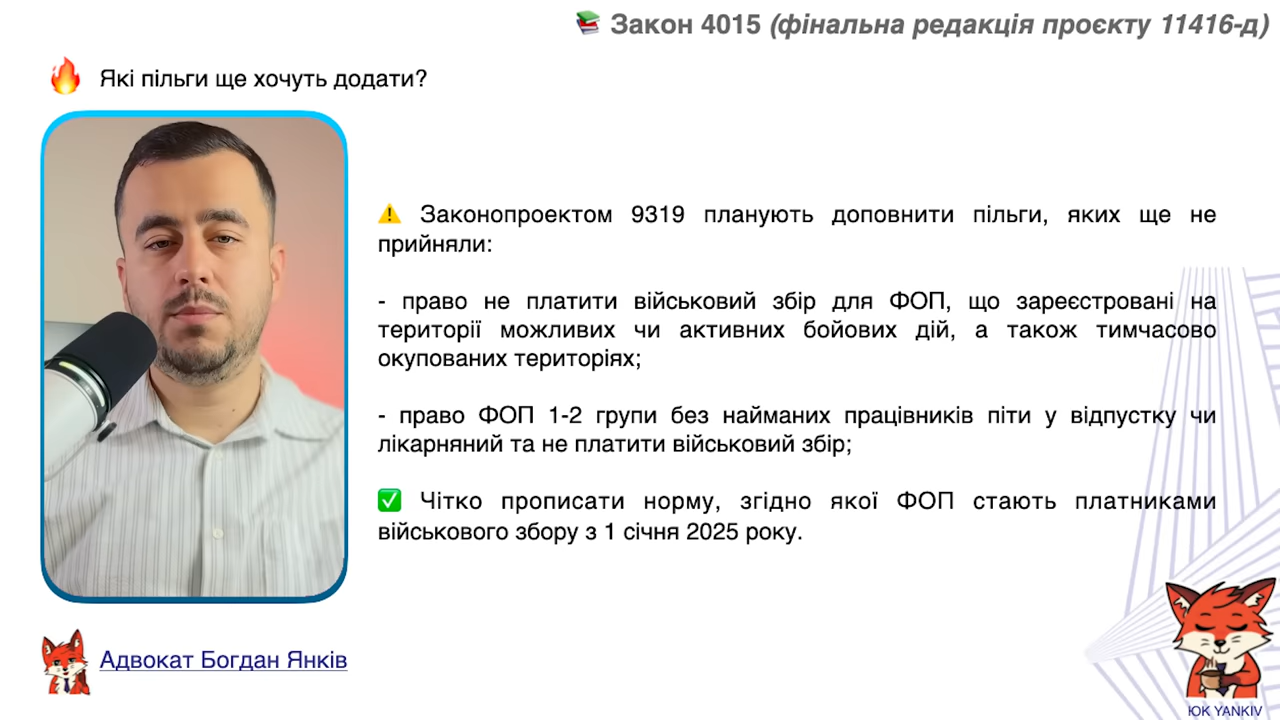 Закон 4015 (фінальна редакція проєкту 11416-д)
Які пільги ще хочуть додати?
Законопроектом 9319 планують доповнити пільги, яких ще не
прийняли:
- право не платити військовий збір для ФОП, що зареєстровані на
території можливих чи активних бойових дій, а також тимчасово
окупованих територіях;
- право ФОП 1-2 групи без найманих працівників піти у відпустку чи
лікарняний та не платити військовий збір;
Чітко прописати норму, згідно якої ФОП стають платниками
військового збору з 1 січня 2025 року.
Адвокат Богдан Янків
ЮК YANKIV